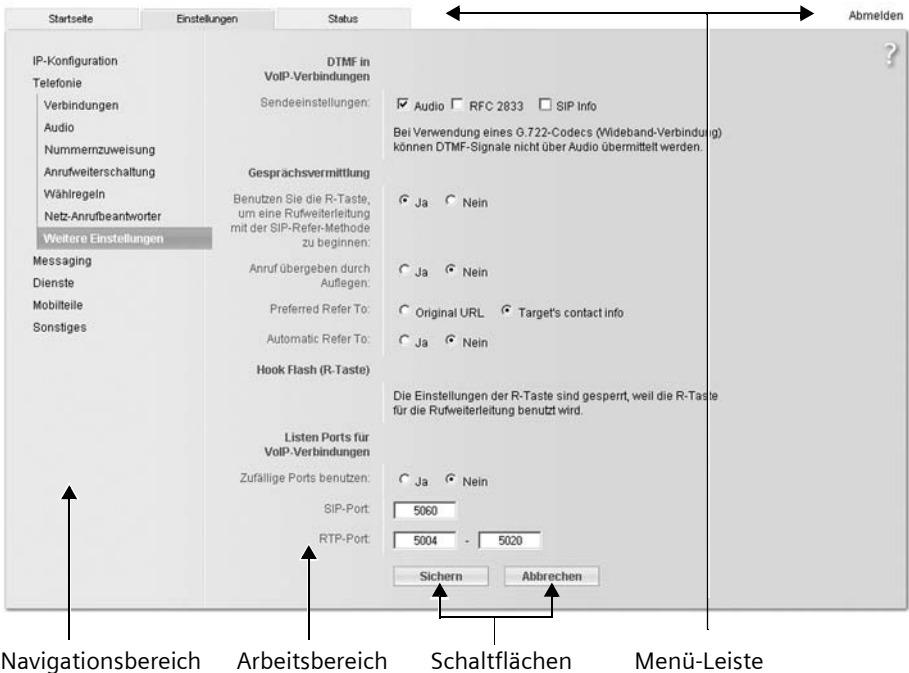 Startseite Einstellungen Status Abmelden
?
IP-Konfiguration
Telefonie
Verbindungen
Audio
Nummernzuweisung
Anrufweiterschaltung
Wählregeln
Netz-Anrufbeantworter
Weitere Einstellungen
Messaging
Dienste
Mobilteile
Sonstiges
DTMF in
VoIP-Verbindungen
Sendeeinstellungen: Audio RFC 2833 SIP Info
Bei Verwendung eines G.722-Codecs (Wideband-Verbindung)
können DTMF-Signale nicht über Audio übermittelt werden.
Gesprächsvermittlung
Benutzen Sie die R-Taste,
um eine Rufweiterleitung
mit der SIP-Refer-Methode
zu beginnen:
Ja Nein
Anruf übergeben durch
Auflegen:
Ja Nein
Preferred Refer To: Original URL Target's contact info
Automatic Refer To: Ja Nein
Hook Flash (R-Taste)
Die Einstellungen der R-Taste sind gesperrt, weil die R-Taste
für die Rufweiterleitung benutzt wird.
Listen Ports für
VoIP-Verbindungen
Zufällige Ports benutzen: Ja Nein
SIP-Port: 5060
RTP-Port: 5004 - 5020
Sichern Abbrechen
Navigationsbereich Arbeitsbereich Schaltflächen Menü-Leiste